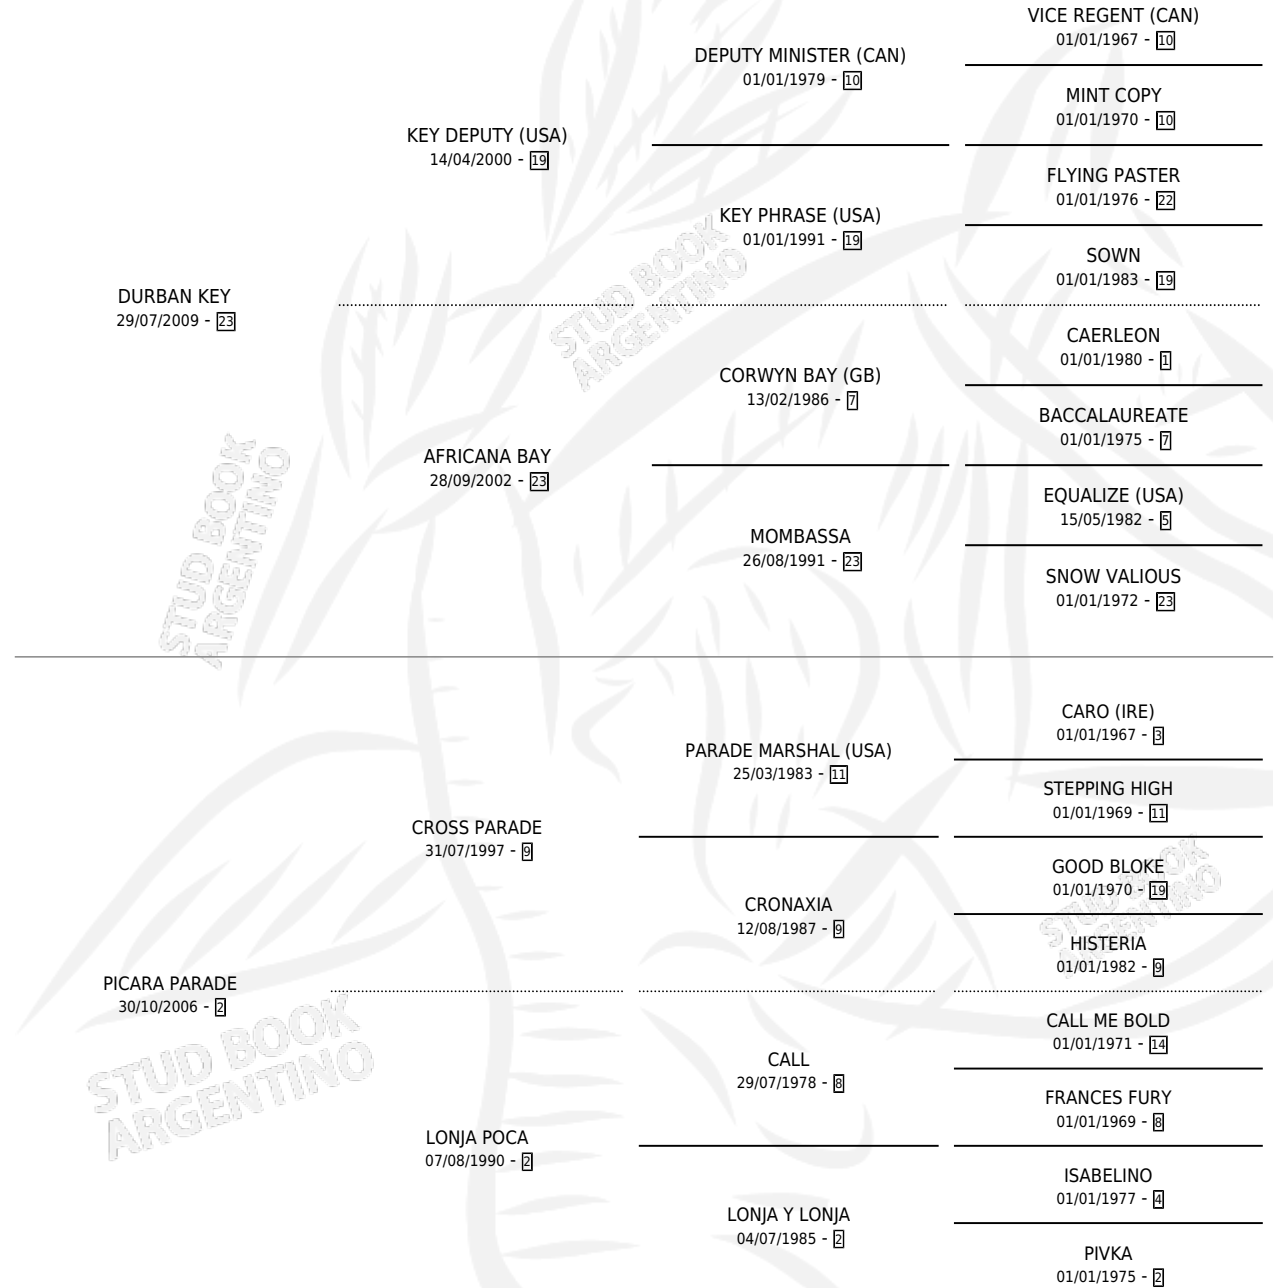 VICE REGENT (CAN)
01/01/1967 - 10
DEPUTY MINISTER (CAN)
01/01/1979 - 10
MINT COPY
01/01/1970 - 10
KEY DEPUTY (USA)
14/04/2000 - 19
FLYING PASTER
01/01/1976 - 22
KEY PHRASE (USA)
01/01/1991 - 19
SOWN
01/01/1983 - 19
DURBAN KEY
29/07/2009 - 23
CAERLEON
01/01/1980 - 1
CORWYN BAY (GB)
13/02/1986 - 7
BACCALAUREATE
01/01/1975 - 7
AFRICANA BAY
28/09/2002 - 23
EQUALIZE (USA)
15/05/1982 - 5
MOMBASSA
26/08/1991 - 23
SNOW VALIOUS
01/01/1972 - 23
STUD BOOK
ARGENTINO
STUD BOOK
ARGENTINO
CARO (IRE)
01/01/1967 - 3
PARADE MARSHAL (USA)
25/03/1983 - 11
STEPPING HIGH
01/01/1969 - 11
CROSS PARADE
31/07/1997 - 9
GOOD BLOKE
01/01/1970 - 19
CRONAXIA
12/08/1987 - 9
HISTERIA
01/01/1982 - 9
PICARA PARADE
30/10/2006 - 2
CALL ME BOLD
01/01/1971 - 14
CALL
29/07/1978 - 8
FRANCES FURY
01/01/1969 - 8
LONJA POCA
07/08/1990 - 2
ISABELINO
01/01/1977 - 4
LONJA Y LONJA
04/07/1985 - 2
PIVKA
01/01/1975 - 2
STUD BOOK
ARGENTINO
STUD BOOK
ARGENTINO